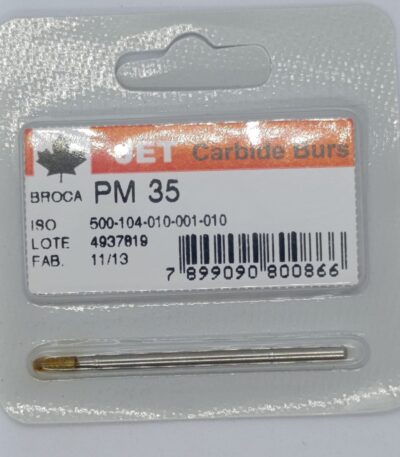 JET Carbide Burs
BROCA PM 35
ISO 500-104-010-001-010
LOTE 4937819
FAB. 11/13
7 899090 800866